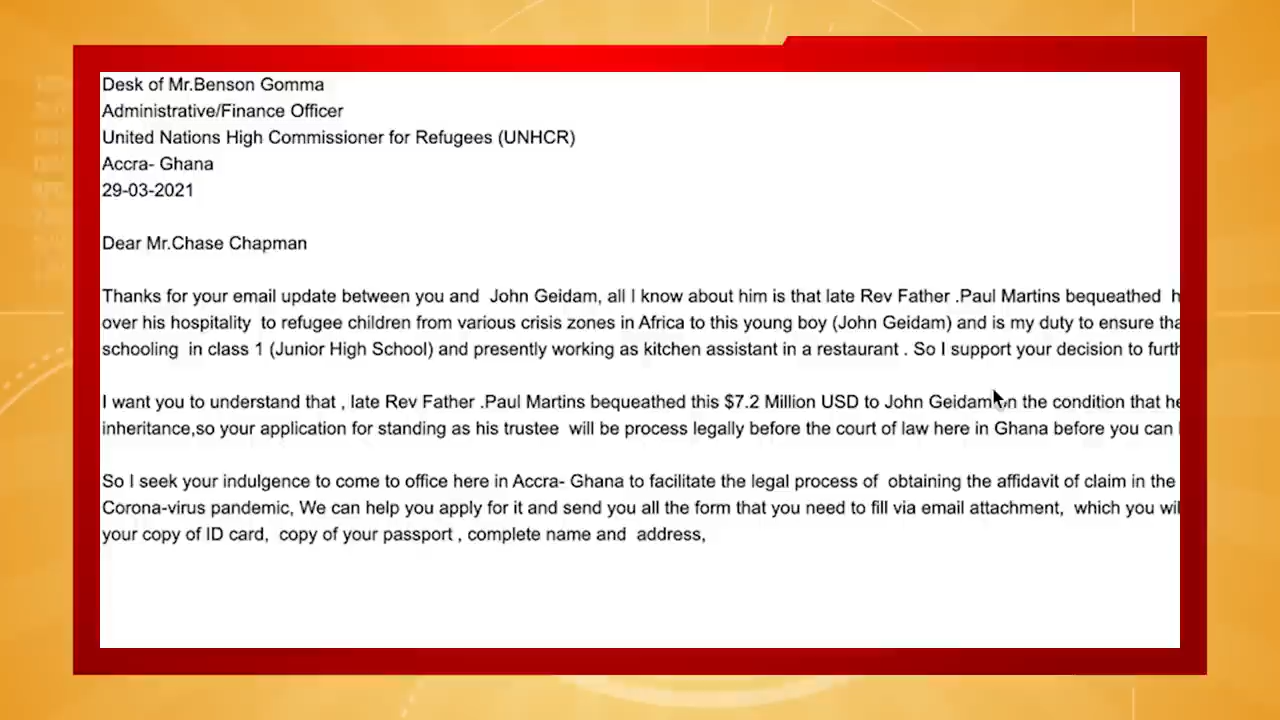 Desk of Mr.Benson Gomma
Administrative/Finance Officer
United Nations High Commissioner for Refugees (UNHCR)
Accra- Ghana
29-03-2021
Dear Mr.Chase Chapman
Thanks for your email update between you and John Geidam, all I know about him is that late Rev Father .Paul Martins bequeathed
over his hospitality to refugee children from various crisis zones in Africa to this young boy (John Geidam) and is my duty to ensure
schooling in class 1 (Junior High School) and presently working as kitchen assistant in a restaurant . So I support your decision to
I want you to understand that , late Rev Father .Paul Martins bequeathed this $7.2 Million USD to John Geidam on the condition that
inheritance,so your application for standing as his trustee will be process legally before the court of law here in Ghana before you can
So I seek your indulgence to come to office here in Accra- Ghana to facilitate the legal process of obtaining the affidavit of claim in the
Corona-virus pandemic, We can help you apply for it and send you all the form that you need to fill via email attachment, which you
your copy of ID card, copy of your passport , complete name and address,